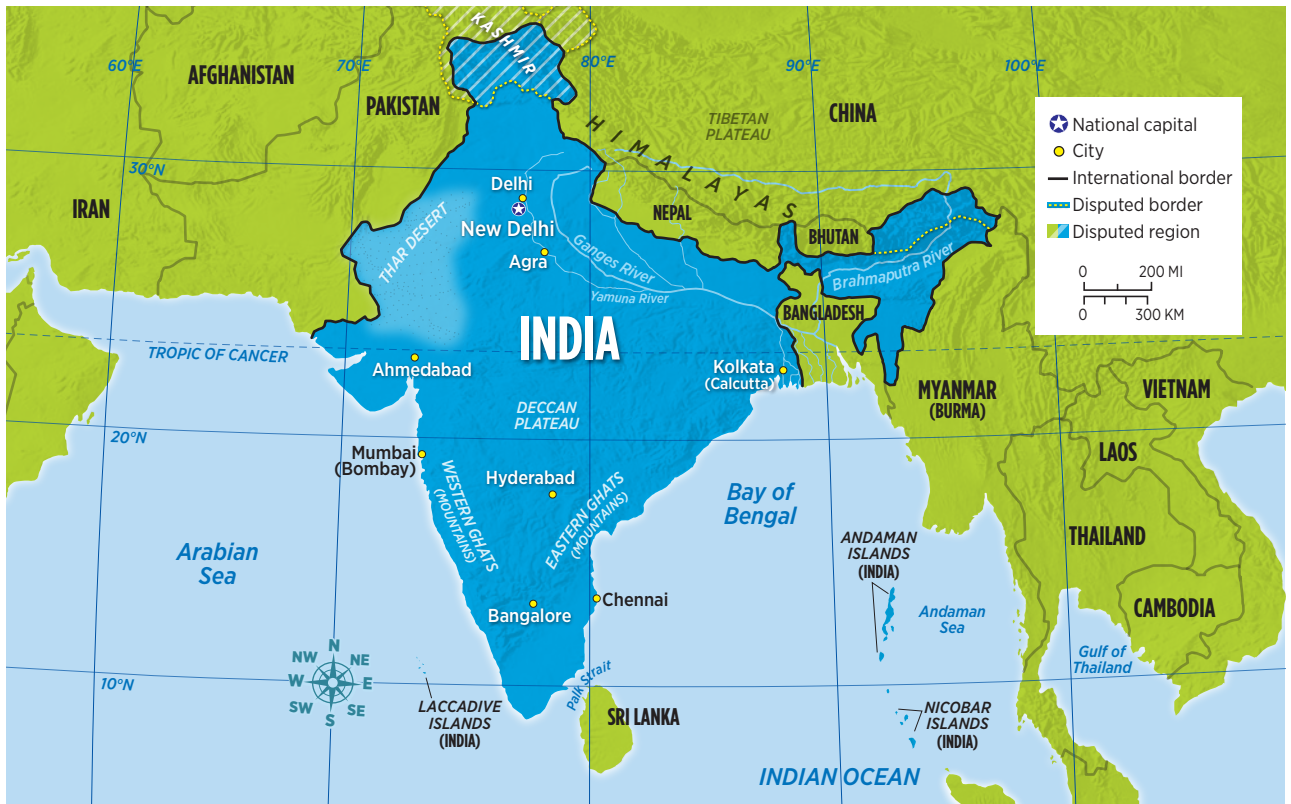 KASHMIR
60°E
70°E
80°E
90°E
100°E
AFGHANISTAN
PAKISTAN
CHINA
TIBETAN
PLATEAU
HIMALAYAS
30°N
IRAN
Delhi
New Delhi
Agra
THAR DESERT
NEPAL
BHUTAN
Ganges River
Yamuna River
Brahmaputra River
BANGLADESH
INDIA
TROPIC OF CANCER
Ahmedabad
Kolkata
(Calcutta)
MYANMAR
(BURMA)
VIETNAM
LAOS
DECCAN
PLATEAU
20°N
Mumbai
(Bombay)
Hyderabad
WESTERN GHATS
(MOUNTAINS)
EASTERN GHATS
(MOUNTAINS)
Bay of
Bengal
Arabian
Sea
THAILAND
ANDAMAN
ISLANDS
(INDIA)
Andaman
Sea
CAMBODIA
Bangalore
Chennai
Gulf of
Thailand
N
NE
E
SE
S
SW
W
NW
10°N
LACCADIVE
ISLANDS
(INDIA)
Palk Strait
SRI LANKA
NICOBAR
ISLANDS
(INDIA)
INDIAN OCEAN
National capital
City
International border
Disputed border
Disputed region
0 200 MI
0 300 KM